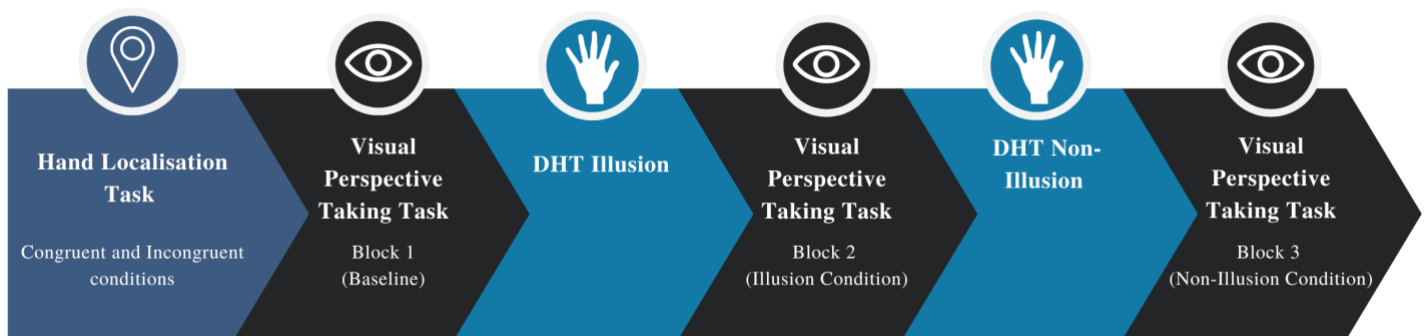 Hand Localisation
Task
Congruent and Incongruent
conditions
Visual
Perspective
Taking Task
Block 1
(Baseline)
DHT Illusion
Visual
Perspective
Taking Task
Block 2
(Illusion Condition)
DHT Non-
Illusion
Visual
Perspective
Taking Task
Block 3
(Non-Illusion Condition)